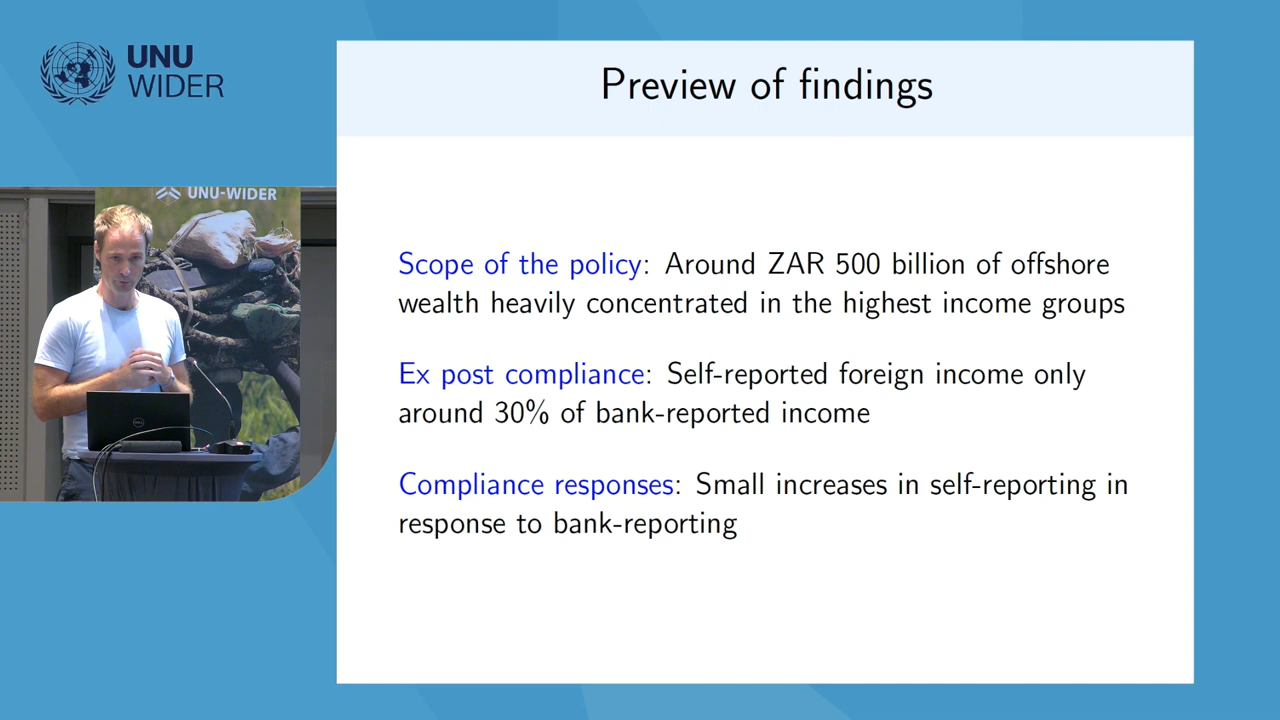 UNU
WIDER
UNU-WIDER
Preview of findings
Scope of the policy: Around ZAR 500 billion of offshore
wealth heavily concentrated in the highest income groups
Ex post compliance: Self-reported foreign income only
around 30% of bank-reported income
Compliance responses: Small increases in self-reporting in
response to bank-reporting
DELL